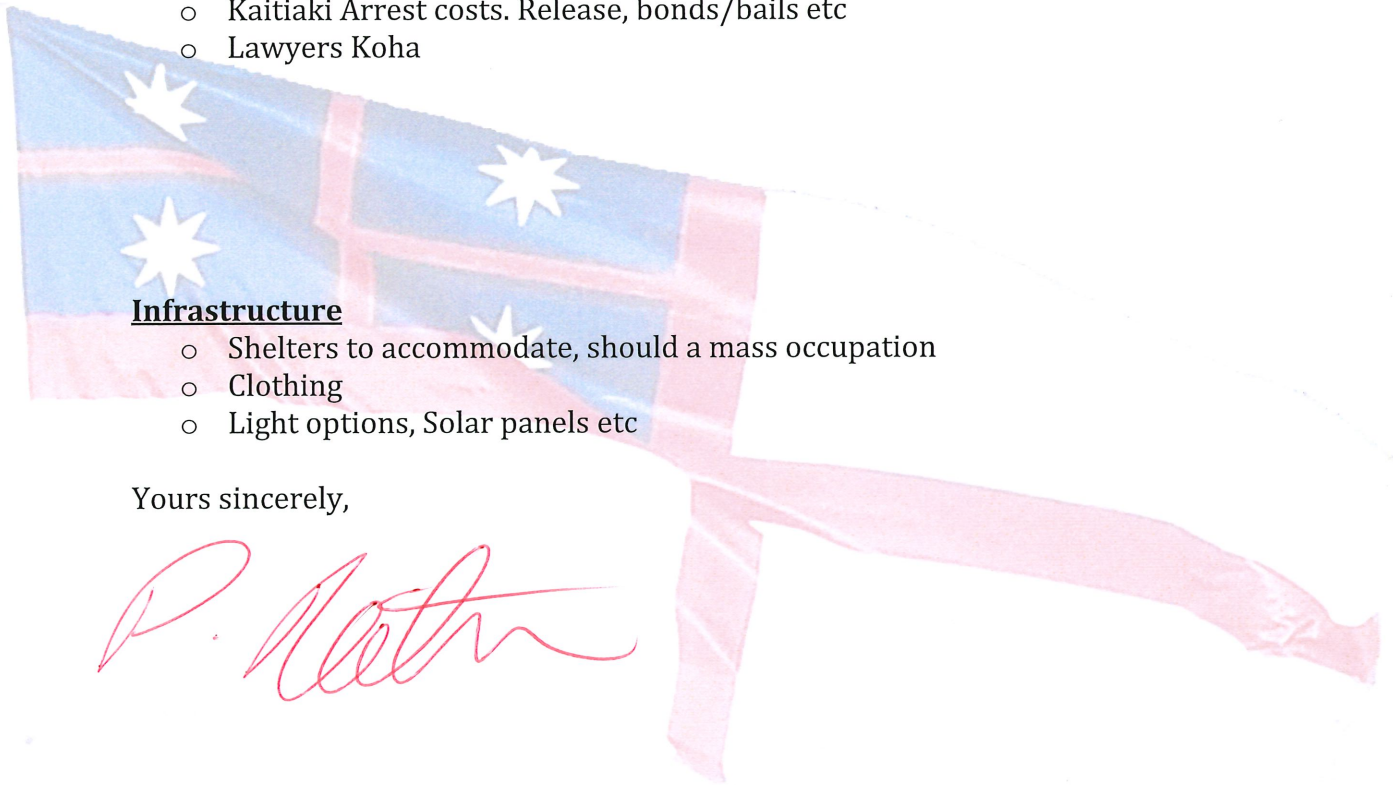 o Kaitiaki Arrest costs. Release, bonds/bails etc
o Lawyers Koha
Infrastructure
o Shelters to accommodate, should a mass occupation
o Clothing
o Light options, Solar panels etc
Yours sincerely,
P.